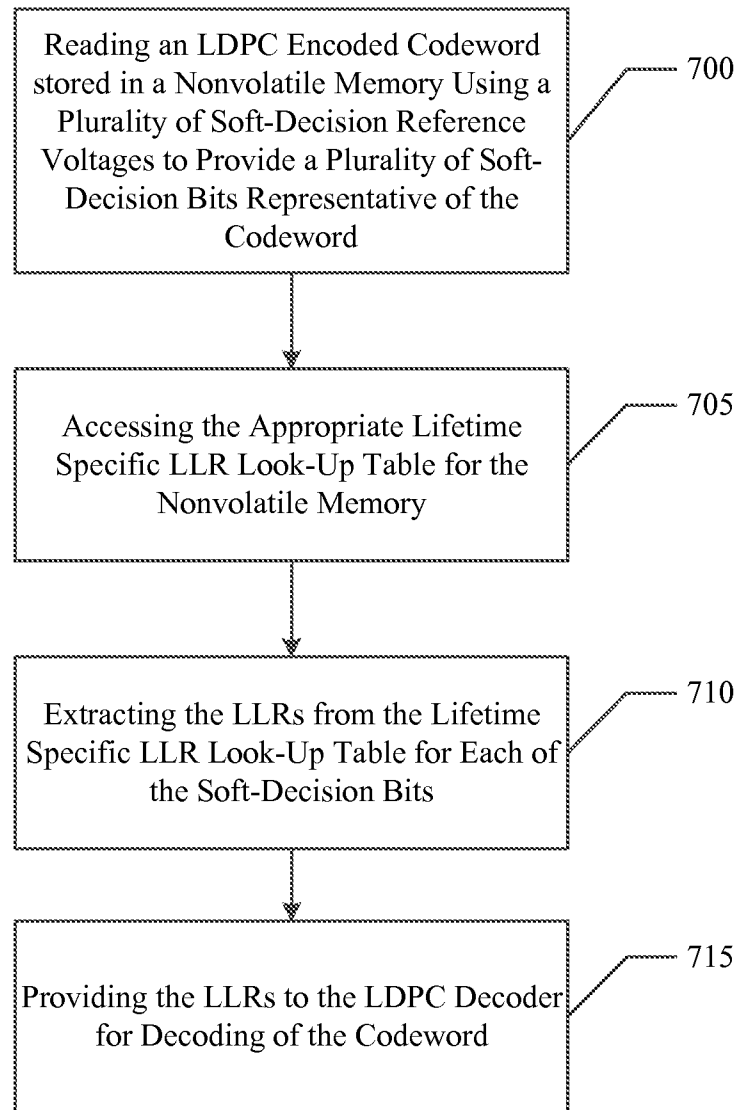 Reading an LDPC Encoded Codeword
stored in a Nonvolatile Memory Using a
Plurality of Soft-Decision Reference
Voltages to Provide a Plurality of Soft-
Decision Bits Representative of the
Codeword
700
Accessing the Appropriate Lifetime
Specific LLR Look-Up Table for the
Nonvolatile Memory
705
Extracting the LLRs from the Lifetime
Specific LLR Look-Up Table for Each of
the Soft-Decision Bits
710
Providing the LLRs to the LDPC Decoder
for Decoding of the Codeword
715